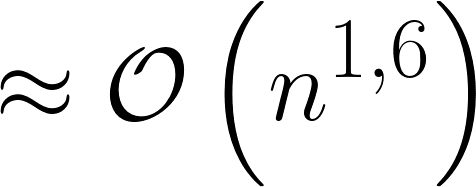 ≈ 𝒪 (n^{1,6})